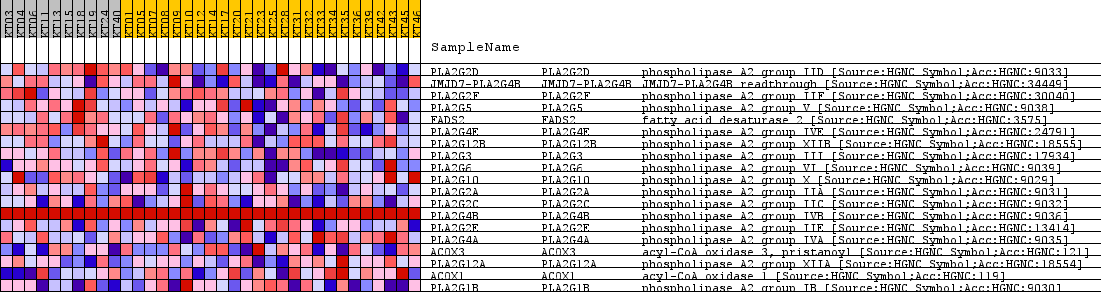 KT03 KT04 KT06 KT11 KT13 KT15 KT18 KT19 KT24 KT40 KT01 KT05 KT07 KT08 KT09 KT10 KT12 KT14 KT17 KT20 KT21 KT23 KT25 KT28 KT31 KT32 KT33 KT34 KT35 KT36 KT39 KT42 KT43 KT45 KT46
SampleName
PLA2G2D PLA2G2D phospholipase A2 group IID [Source:HGNC Symbol;Acc:HGNC:9033]
JMJD7-PLA2G4B JMJD7-PLA2G4B JMJD7-PLA2G4B readthrough [Source:HGNC Symbol;Acc:HGNC:34449]
PLA2G2F PLA2G2F phospholipase A2 group IIF [Source:HGNC Symbol;Acc:HGNC:30040]
PLA2G5 PLA2G5 phospholipase A2 group V [Source:HGNC Symbol;Acc:HGNC:9038]
FADS2 FADS2 fatty acid desaturase 2 [Source:HGNC Symbol;Acc:HGNC:3575]
PLA2G4F PLA2G4F phospholipase A2 group IVF [Source:HGNC Symbol;Acc:HGNC:24791]
PLA2G12B PLA2G12B phospholipase A2 group XIIB [Source:HGNC Symbol;Acc:HGNC:18555]
PLA2G3 PLA2G3 phospholipase A2 group III [Source:HGNC Symbol;Acc:HGNC:17934]
PLA2G6 PLA2G6 phospholipase A2 group VI [Source:HGNC Symbol;Acc:HGNC:9039]
PLA2G10 PLA2G10 phospholipase A2 group X [Source:HGNC Symbol;Acc:HGNC:9029]
PLA2G2A PLA2G2A phospholipase A2 group IIA [Source:HGNC Symbol;Acc:HGNC:9031]
PLA2G2C PLA2G2C phospholipase A2 group IIC [Source:HGNC Symbol;Acc:HGNC:9032]
PLA2G4B PLA2G4B phospholipase A2 group IVB [Source:HGNC Symbol;Acc:HGNC:9036]
PLA2G2E PLA2G2E phospholipase A2 group IIE [Source:HGNC Symbol;Acc:HGNC:13414]
PLA2G4A PLA2G4A phospholipase A2 group IVA [Source:HGNC Symbol;Acc:HGNC:9035]
ACOX3 ACOX3 acyl-CoA oxidase 3, pristanoyl [Source:HGNC Symbol;Acc:HGNC:121]
PLA2G12A PLA2G12A phospholipase A2 group XIIA [Source:HGNC Symbol;Acc:HGNC:18554]
ACOX1 ACOX1 acyl-CoA oxidase 1 [Source:HGNC Symbol;Acc:HGNC:119]
PLA2G1B PLA2G1B phospholipase A2 group IB [Source:HGNC Symbol;Acc:HGNC:9030]